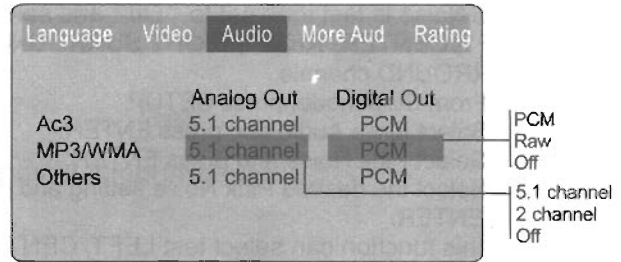 Language Video Audio More Aud Rating
Analog Out Digital Out
Ac3 5.1 channel PCM
MP3/WMA 5.1 channel PCM
Others 5.1 channel PCM
PCM
Raw
Off
5.1 channel
2 channel
Off